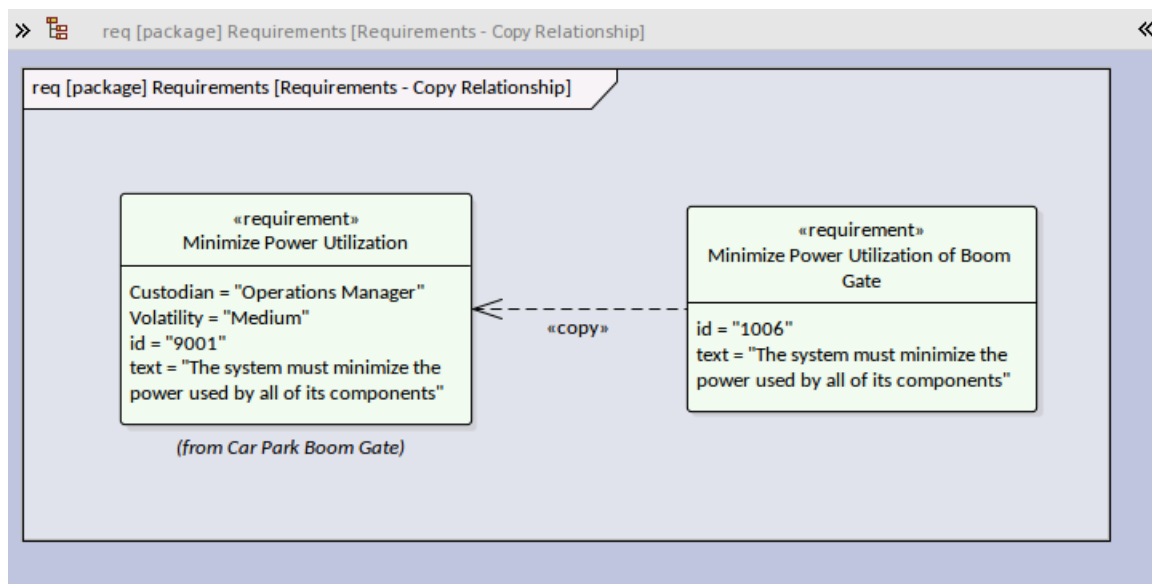 req [package] Requirements [Requirements - Copy Relationship]
req [package] Requirements [Requirements - Copy Relationship]
«requirement»
Minimize Power Utilization
Custodian = "Operations Manager"
Volatility = "Medium"
id = "9001"
text = "The system must minimize the
power used by all of its components"
(from Car Park Boom Gate)
«copy»
«requirement»
Minimize Power Utilization of Boom
Gate
id = "1006"
text = "The system must minimize the
power used by all of its components"